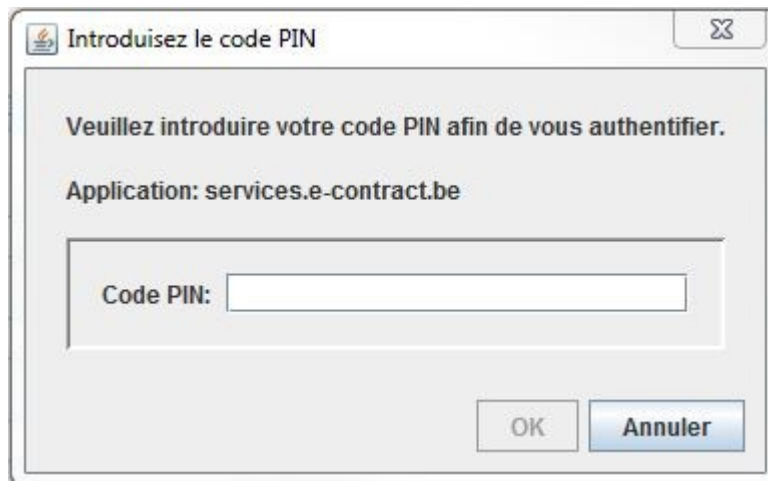 Introduisez le code PIN
Veuillez introduire votre code PIN afin de vous authentifier.
Application: services.e-contract.be
Code PIN:
OK
Annuler